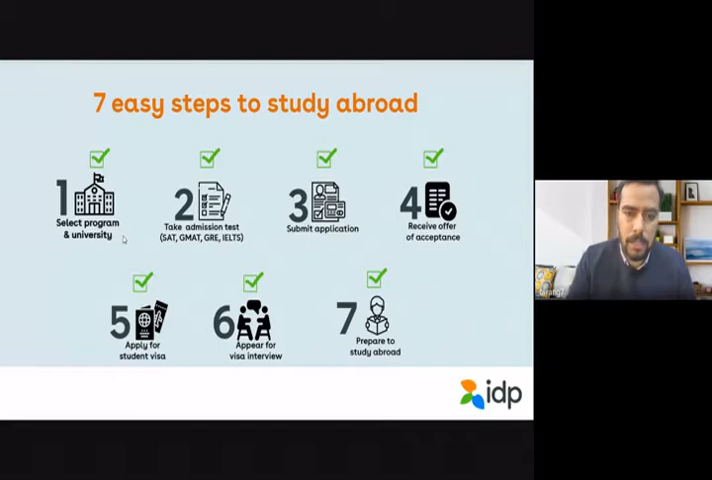 7 easy steps to study abroad
1
Select program
& university
2
Take admission test
(SAT, GMAT, GRE, IELTS)
3
Submit application
4
Receive offer
of acceptance
5
Apply for
student visa
6
Appear for
visa interview
7
Prepare to
study abroad
idp